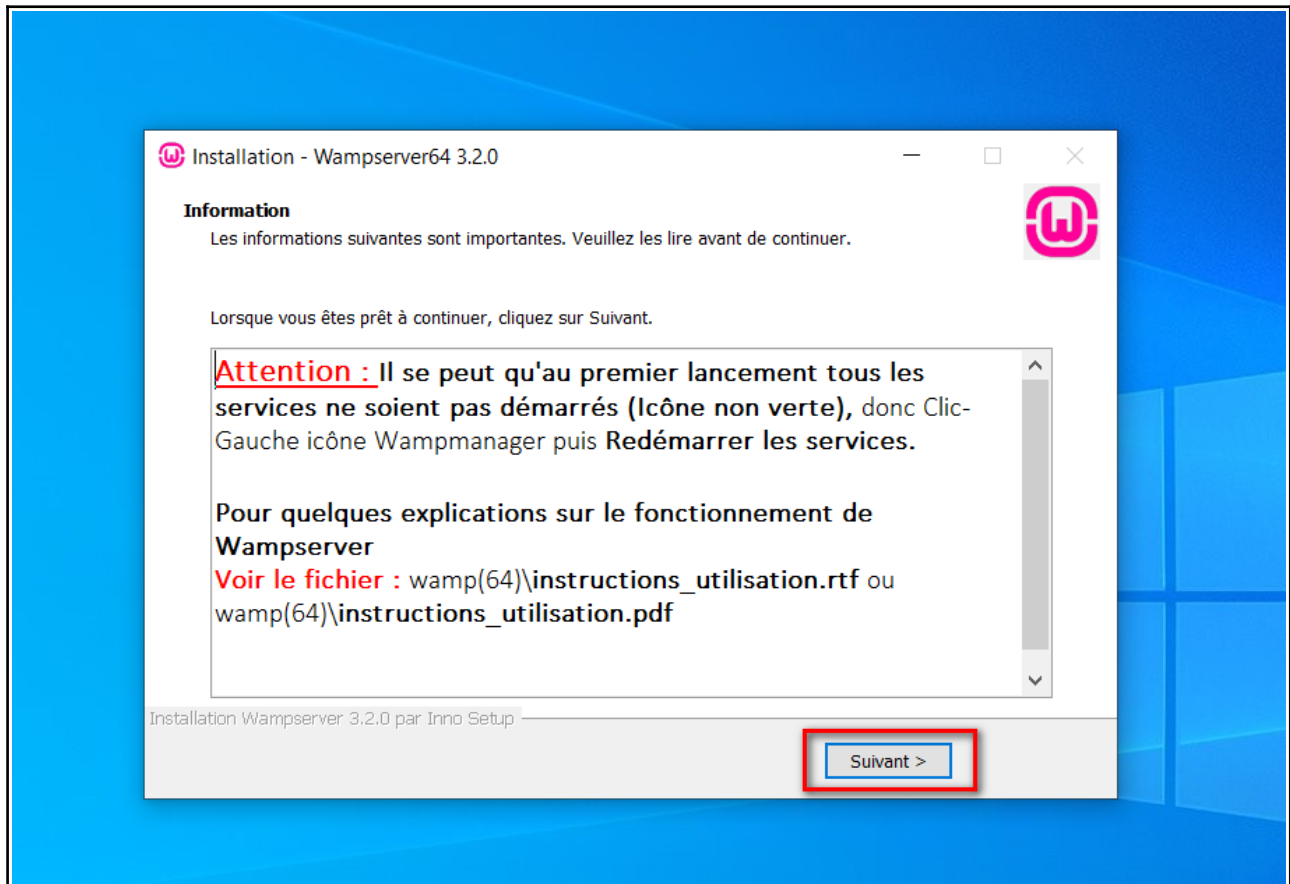 Installation - Wampserver64 3.2.0
Information
Les informations suivantes sont importantes. Veuillez les lire avant de continuer.
Lorsque vous êtes prêt à continuer, cliquez sur Suivant.
Attention : Il se peut qu'au premier lancement tous les
services ne soient pas démarrés (Icône non verte), donc Clic-
Gauche icône Wampmanager puis Redémarrer les services.
Pour quelques explications sur le fonctionnement de
Wampserver
Voir le fichier : wamp(64)\instructions_utilisation.rtf ou
wamp(64)\instructions_utilisation.pdf
Installation Wampserver 3.2.0 par Inno Setup
Suivant >